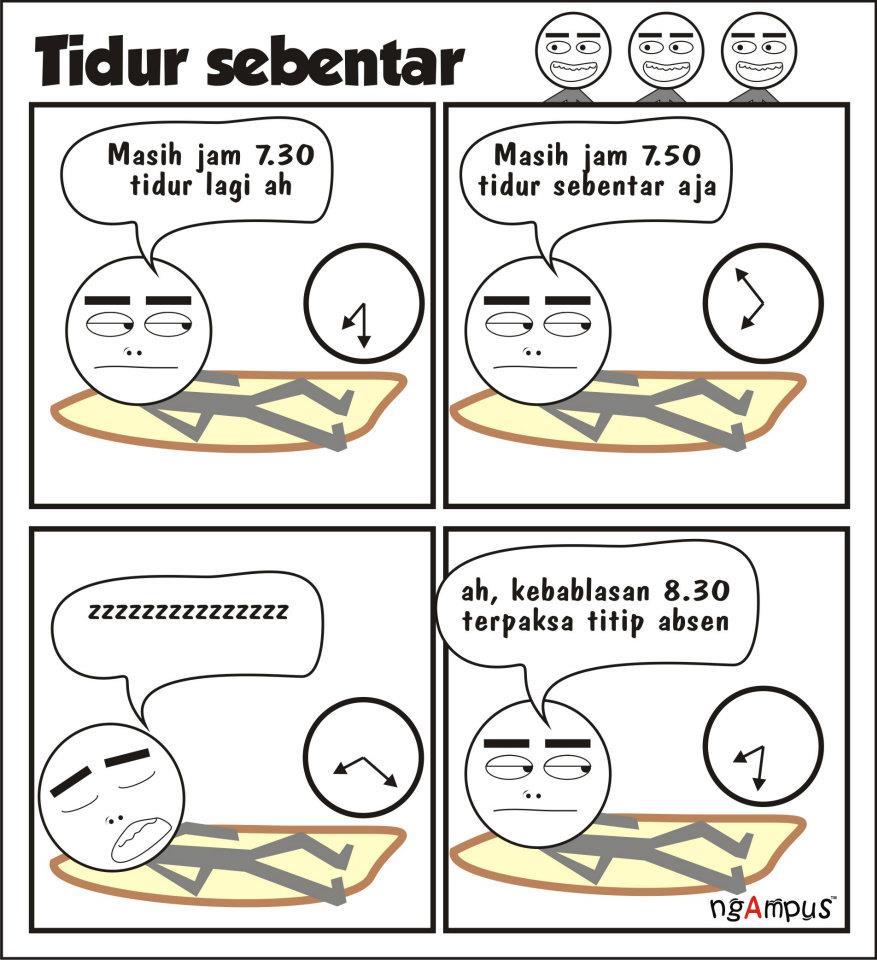 Tidur sebentar
Masih jam 7.30
tidur lagi ah
Masih jam 7.50
tidur sebentar aja
zzzzzzzzzzzzzzz
ah, kebablasan 8.30
terpaksa titip absen
ngAmpus™